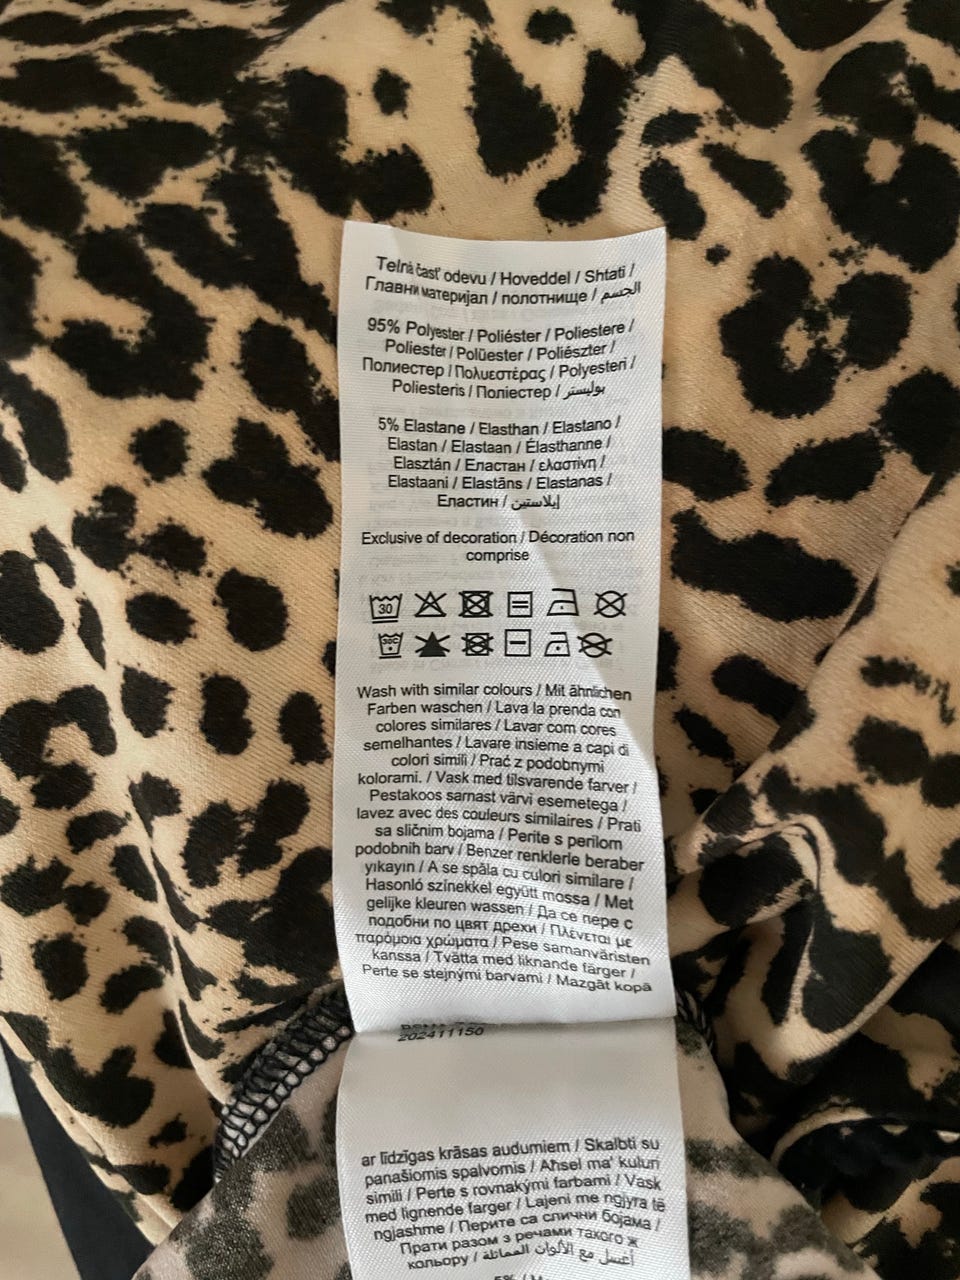 Telná časť odevu / Hoveddel / Shtati /
Главни материјал / полотнище / الجسم
95% Polyester / Poliéster / Poliestere /
Poliester / Polüester / Poliészter /
Полиестер / Πολυεστέρας / Polyesteri /
Poliesteris / Поліестер / بوليستر
5% Elastane / Elasthan / Elastano /
Elastan / Elastaan / Élasthanne /
Elasztán / Еластан / ελαστίνη /
Elastaani / Elastāns / Elastanas /
Еластин / إيلاستين
Exclusive of decoration / Décoration non
comprise
30
30C
Wash with similar colours / Mit ähnlichen
Farben waschen / Lava la prenda con
colores similares / Lavar com cores
semelhantes / Lavare insieme a capi di
colori simili / Prać z podobnymi
kolorami. / Vask med tilsvarende farver /
Pestakoos samast värvi esemetega /
lavez avec des couleurs similaires / Prati
sa sličnim bojama / Perite s perilom
podobnih barv / Benzer renklerle beraber
yıkayın / A se spăla cu culori similare /
Hasonló színekkel együtt mossa / Met
gelijke kleuren wassen / Да се пере с
подобни по цвят дрехи / Πλένεται με
παρόμοια χρώματα / Pese samanväristen
kanssa / Tvätta med liknande färger /
Perte se stejnými barvami / Mazgāt kopā
202411150
ar līdzīgas krāsas audumiem / Skalbti su
panašiomis spalvomis / Aħsel ma' kuluri
simili / Perte s rovnakými farbami / Vask
med lignende farger / Lajeni me ngjyra të
ngjashme / Перите са слични бојама /
Прати разом з речами такого ж
кольору / أغسل مع الألوان المماثلة
5% /